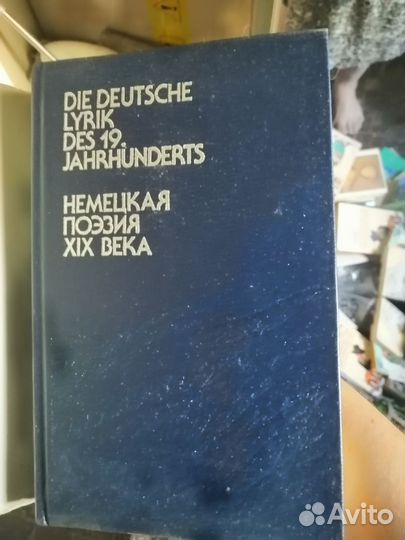 DIE DEUTSCHE
LYRIK
DES 19.
JAHRHUNDERTS
НЕМЕЦКАЯ
ПОЭЗИЯ
XIX ВЕКА
Avito